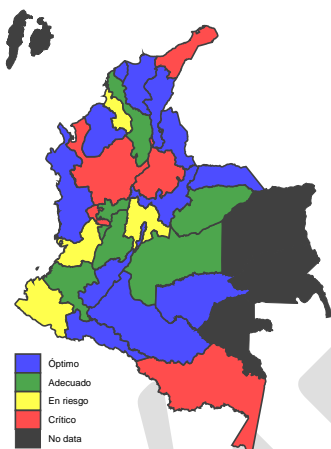 Óptimo
Adecuado
En riesgo
Crítico
No data